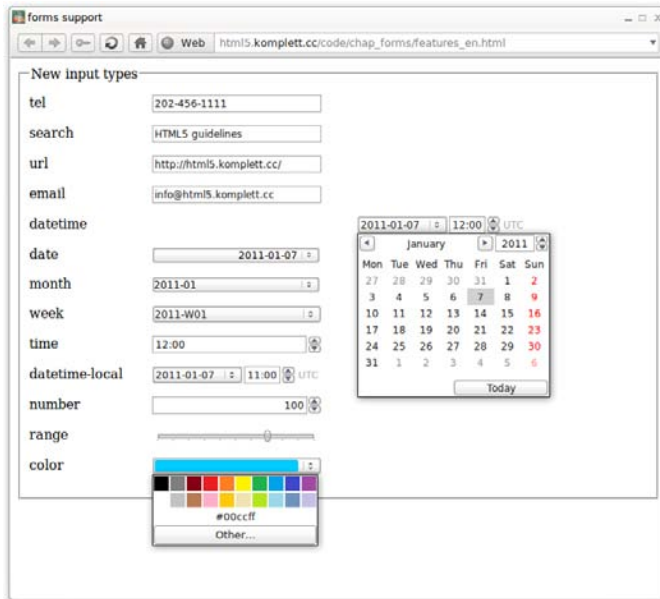 forms support
Web html5.komplett.cc/code/chap_forms/features_en.html
New input types
tel 202-456-1111
search HTML5 guidelines
url http://html5.komplett.cc/
email info@html5.komplett.cc
datetime 2011-01-07 12:00 UTC
date 2011-01-07
month 2011-01
week 2011-W01
time 12:00
datetime-local 2011-01-07 11:00 UTC
number 100
range
color
January 2011
Mon Tue Wed Thu Fri Sat Sun
27 28 29 30 31 1 2
3 4 5 6 7 8 9
10 11 12 13 14 15 16
17 18 19 20 21 22 23
24 25 26 27 28 29 30
31 1 2 3 4 5 6
Today
#00ccff
Other...